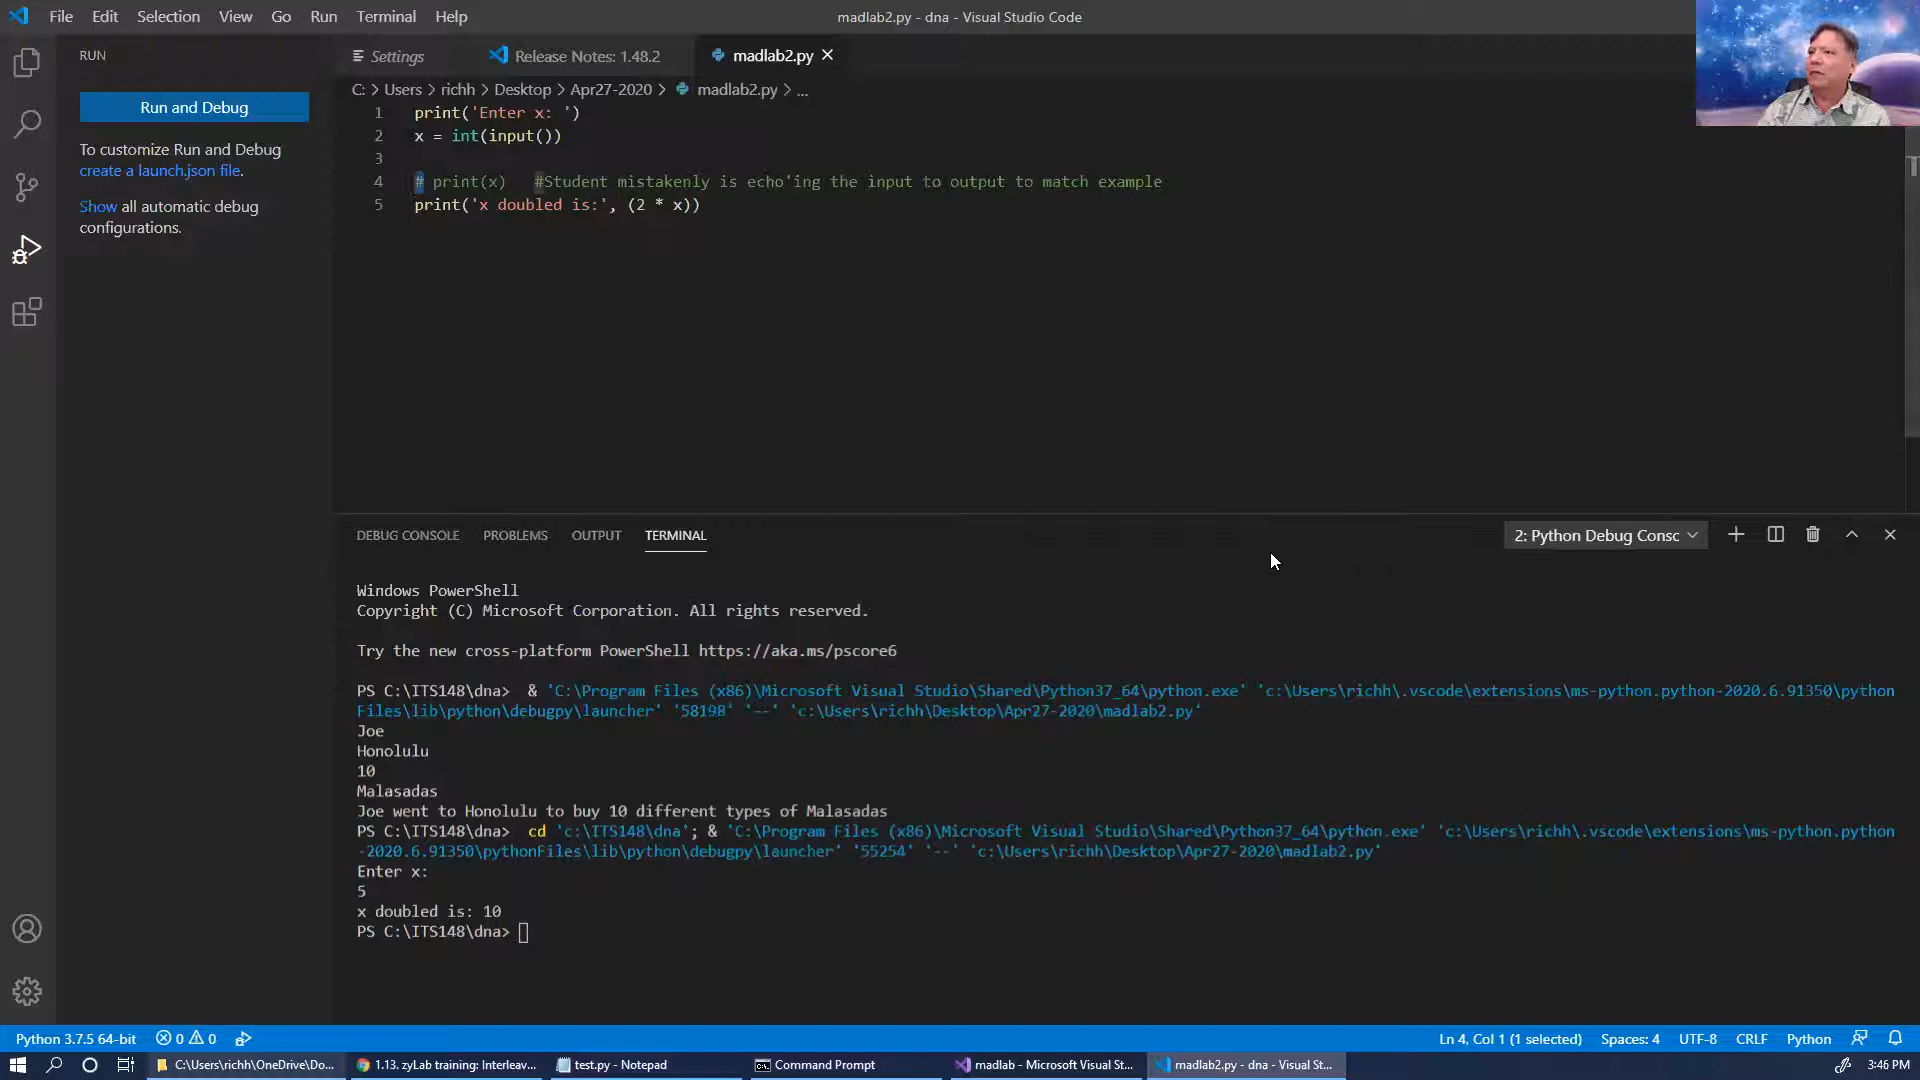 File Edit Selection View Go Run Terminal Help
madlab2.py - dna - Visual Studio Code
RUN
Run and Debug
To customize Run and Debug
create a launch.json file.
Show all automatic debug
configurations.
Settings
Release Notes: 1.48.2
madlab2.py
C: > Users > richh > Desktop > Apr27-2020 > madlab2.py > ...
1 print('Enter x: ')
2 x = int(input())
3
4 # print(x)   #Student mistakenly is echo'ing the input to output to match example
5 print('x doubled is:', (2 * x))
DEBUG CONSOLE PROBLEMS OUTPUT TERMINAL
2: Python Debug Consc
Windows PowerShell
Copyright (C) Microsoft Corporation. All rights reserved.
Try the new cross-platform PowerShell https://aka.ms/pscore6
PS C:\ITS148\dna>  & 'C:\Program Files (x86)\Microsoft Visual Studio\Shared\Python37_64\python.exe' 'c:\Users\richh\.vscode\extensions\ms-python.python-2020.6.91350\python
Files\lib\python\debugpy\launcher' '58198' '--' 'c:\Users\richh\Desktop\Apr27-2020\madlab2.py'
Joe
Honolulu
10
Malasadas
Joe went to Honolulu to buy 10 different types of Malasadas
PS C:\ITS148\dna>  cd 'c:\ITS148\dna'; & 'C:\Program Files (x86)\Microsoft Visual Studio\Shared\Python37_64\python.exe' 'c:\Users\richh\.vscode\extensions\ms-python.python
-2020.6.91350\pythonFiles\lib\python\debugpy\launcher' '55254' '--' 'c:\Users\richh\Desktop\Apr27-2020\madlab2.py'
Enter x:
5
x doubled is: 10
PS C:\ITS148\dna>
Python 3.7.5 64-bit 0 0
Ln 4, Col 1 (1 selected) Spaces: 4 UTF-8 CRLF Python
C:\Users\richh\OneDrive\Do...
1.13. zyLab training: Interleav...
test.py - Notepad
Command Prompt
madlab - Microsoft Visual St...
madlab2.py - dna - Visual St...
3:46 PM